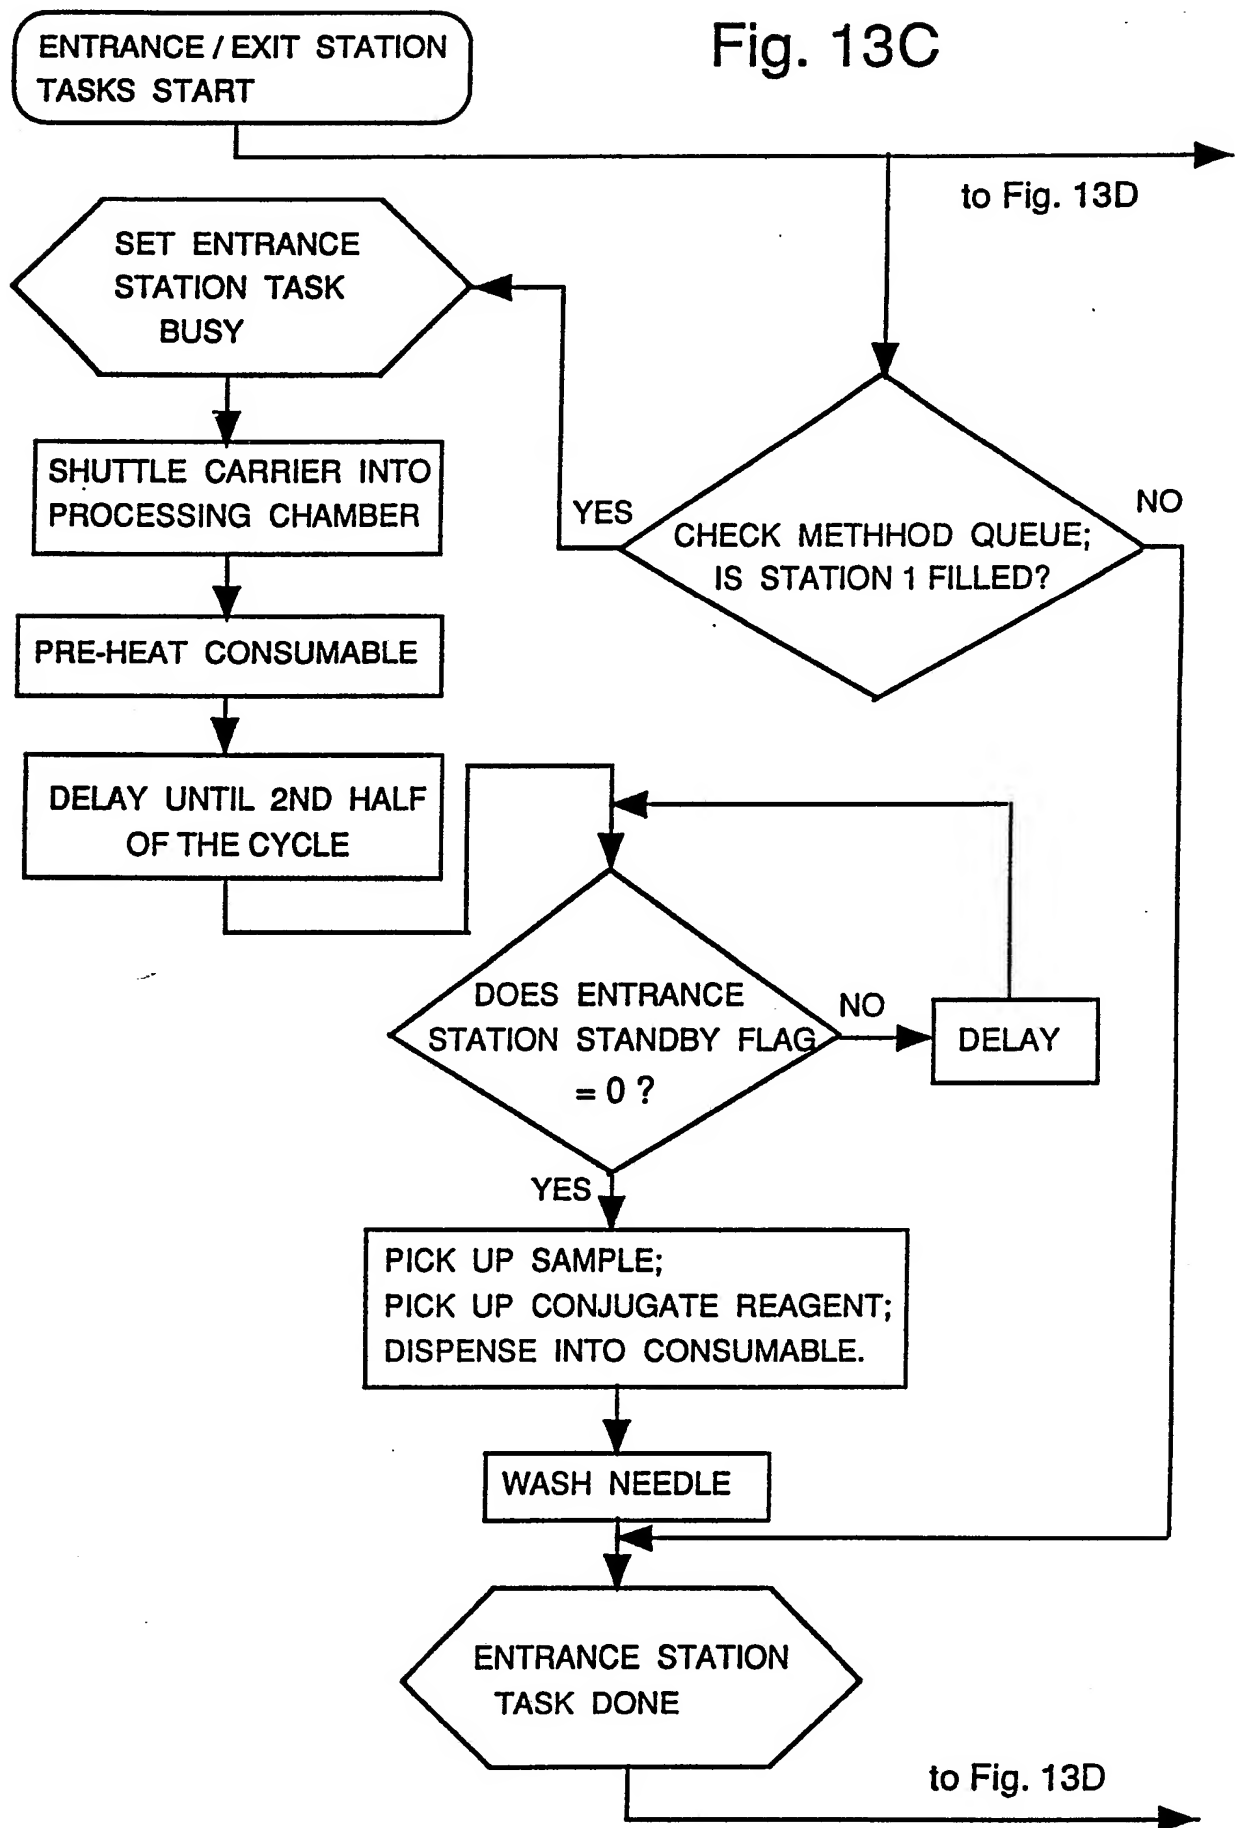 Fig. 13C
ENTRANCE / EXIT STATION
TASKS START
to Fig. 13D
SET ENTRANCE
STATION TASK
BUSY
SHUTTLE CARRIER INTO
PROCESSING CHAMBER
YES
NO
CHECK METHHOD QUEUE;
IS STATION 1 FILLED?
PRE-HEAT CONSUMABLE
DELAY UNTIL 2ND HALF
OF THE CYCLE
DOES ENTRANCE
STATION STANDBY FLAG
= 0 ?
NO
DELAY
YES
PICK UP SAMPLE;
PICK UP CONJUGATE REAGENT;
DISPENSE INTO CONSUMABLE.
WASH NEEDLE
ENTRANCE STATION
TASK DONE
to Fig. 13D